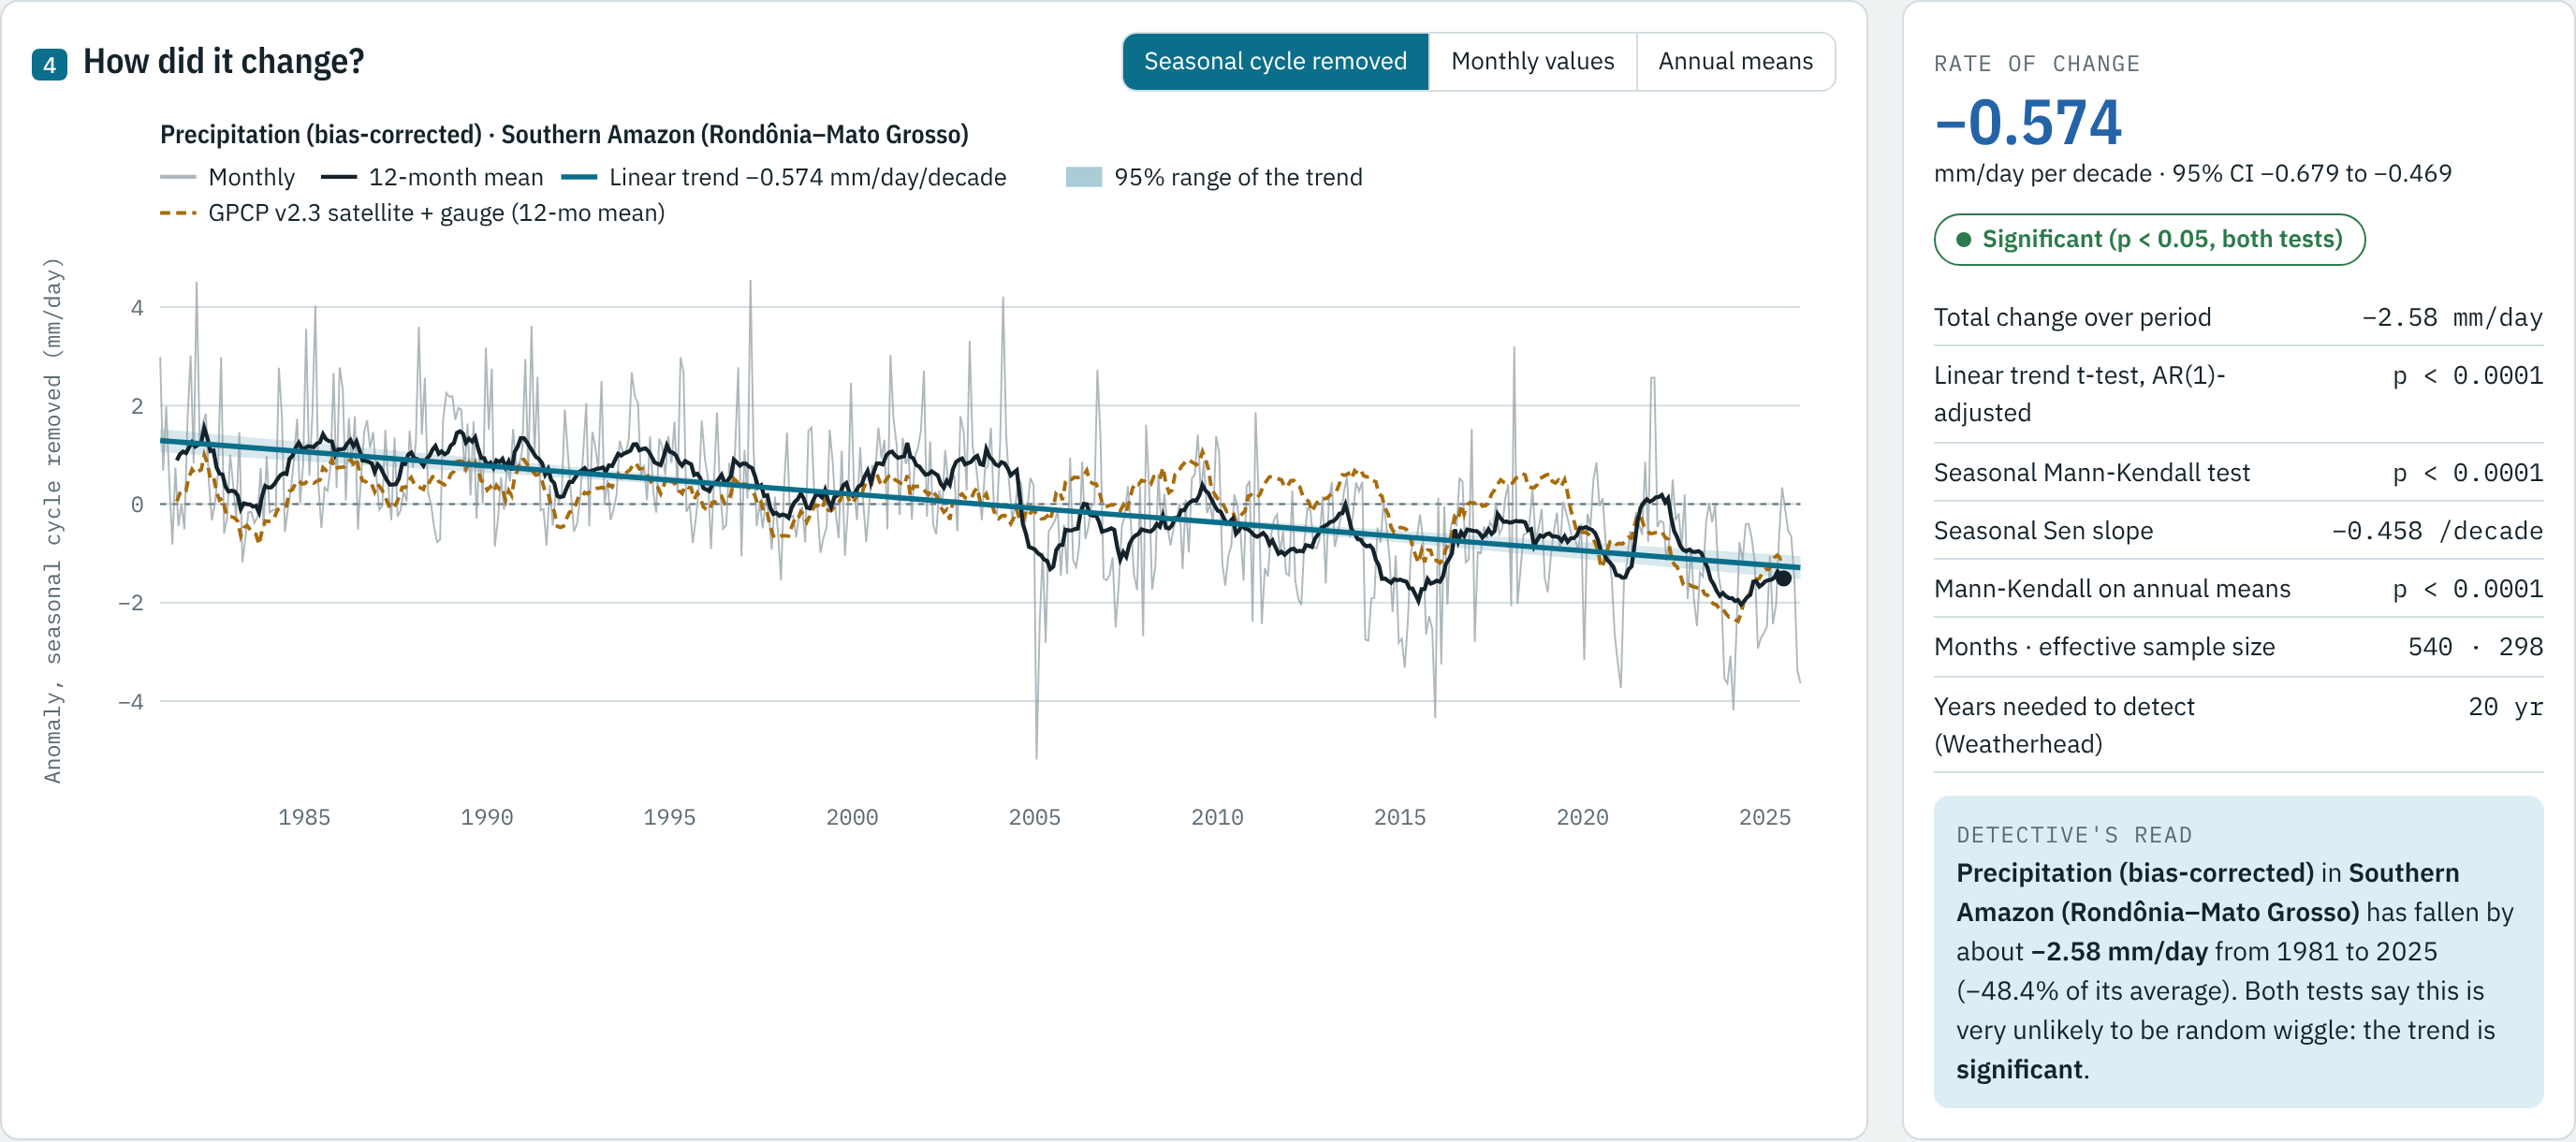 4 How did it change?
Seasonal cycle removed Monthly values Annual means
Precipitation (bias-corrected) · Southern Amazon (Rondônia–Mato Grosso)
Monthly 12-month mean Linear trend −0.574 mm/day/decade 95% range of the trend
GPCP v2.3 satellite + gauge (12-mo mean)
Anomaly, seasonal cycle removed (mm/day)
4
2
0
−2
−4
1985 1990 1995 2000 2005 2010 2015 2020 2025
RATE OF CHANGE
−0.574
mm/day per decade · 95% CI −0.679 to −0.469
Significant (p < 0.05, both tests)
Total change over period −2.58 mm/day
Linear trend t-test, AR(1)- p < 0.0001
adjusted
Seasonal Mann-Kendall test p < 0.0001
Seasonal Sen slope −0.458 /decade
Mann-Kendall on annual means p < 0.0001
Months · effective sample size 540 · 298
Years needed to detect 20 yr
(Weatherhead)
DETECTIVE'S READ
Precipitation (bias-corrected) in Southern
Amazon (Rondônia–Mato Grosso) has fallen by
about −2.58 mm/day from 1981 to 2025
(−48.4% of its average). Both tests say this is
very unlikely to be random wiggle: the trend is
significant.